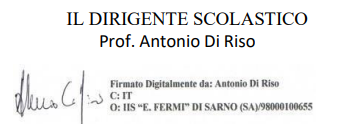 IL DIRIGENTE SCOLASTICO
Prof. Antonio Di Riso
Firmato Digitalmente da: Antonio Di Riso
C: IT
O: IIS "E. FERMI" DI SARNO (SA)/98000100655